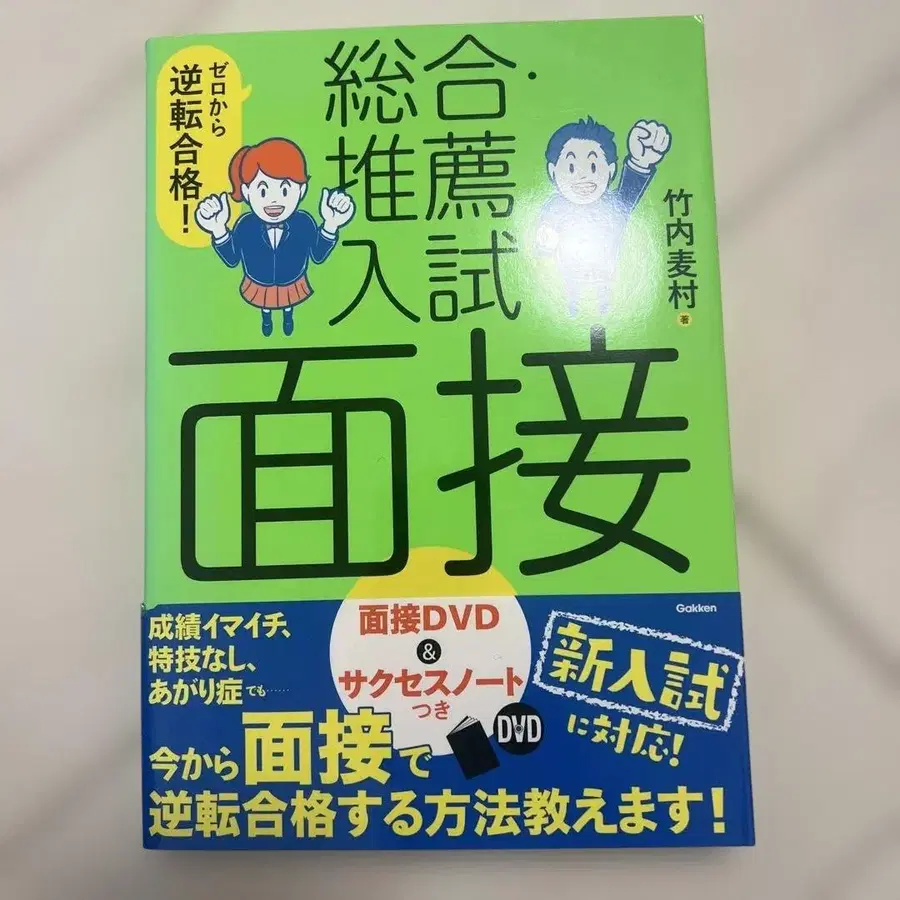 ゼロから
逆転合格！
総合・
推薦
入試
面接
竹内麦村 著
Gakken
成績イマイチ、
特技なし、
あがり症でも……
面接DVD
&
サクセスノート
つき
DVD
新入試
に対応！
今から面接で
逆転合格する方法教えます！